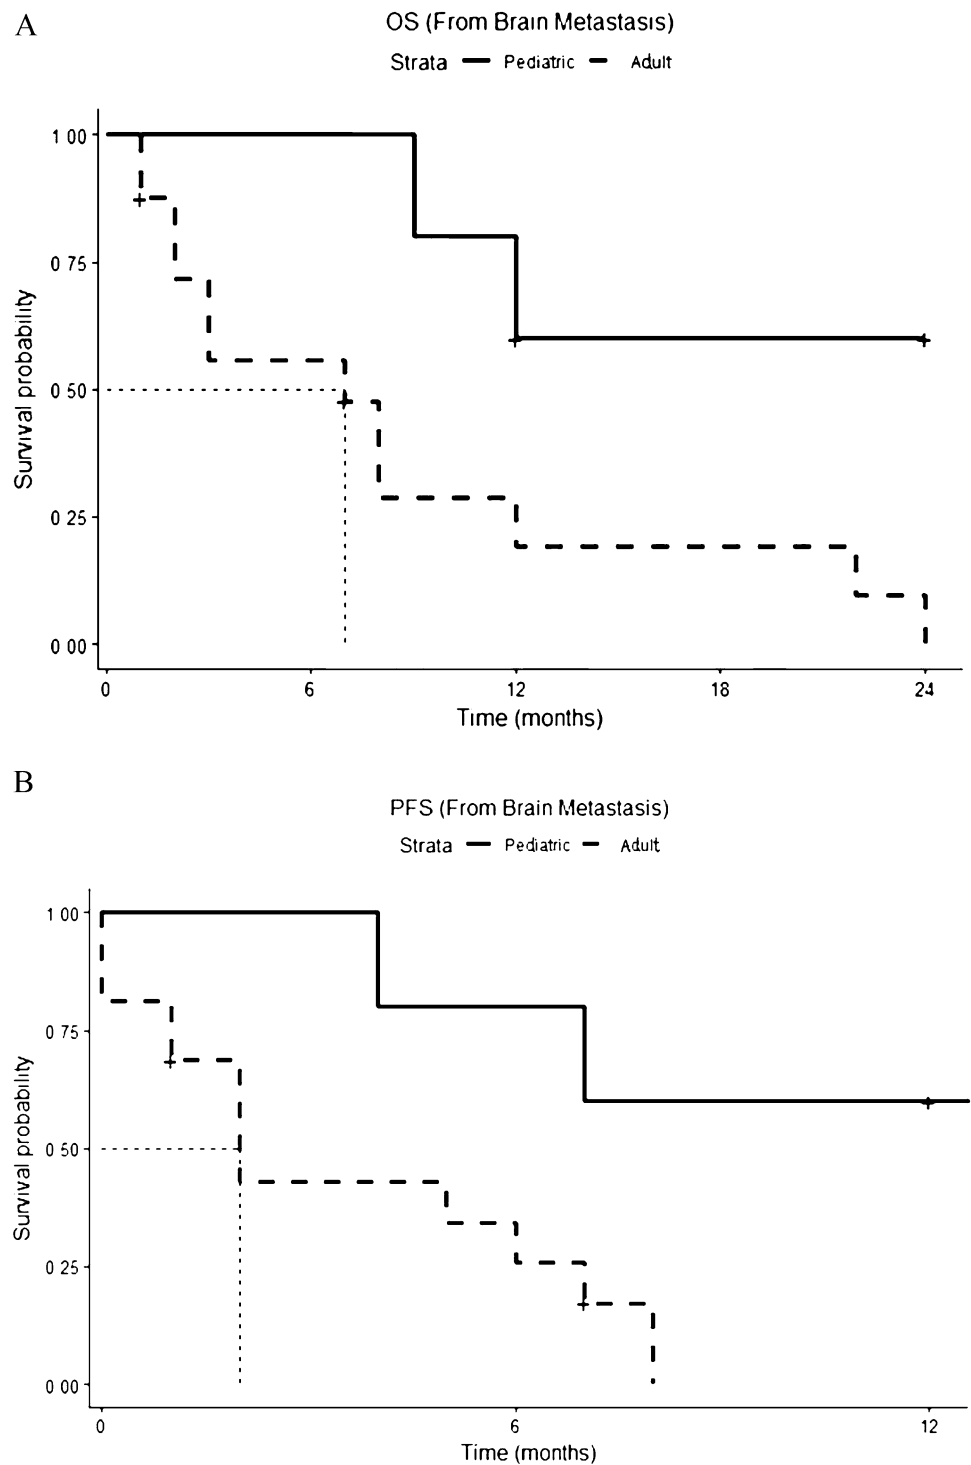 A
OS (From Brain Metastasis)
Strata Pediatric Adult
1 00
0 75
0 50
0 25
0 00
Survival probability
0 6 12 18 24
Time (months)
B
PFS (From Brain Metastasis)
Strata Pediatric Adult
1 00
0 75
0 50
0 25
0 00
Survival probability
0 6 12
Time (months)